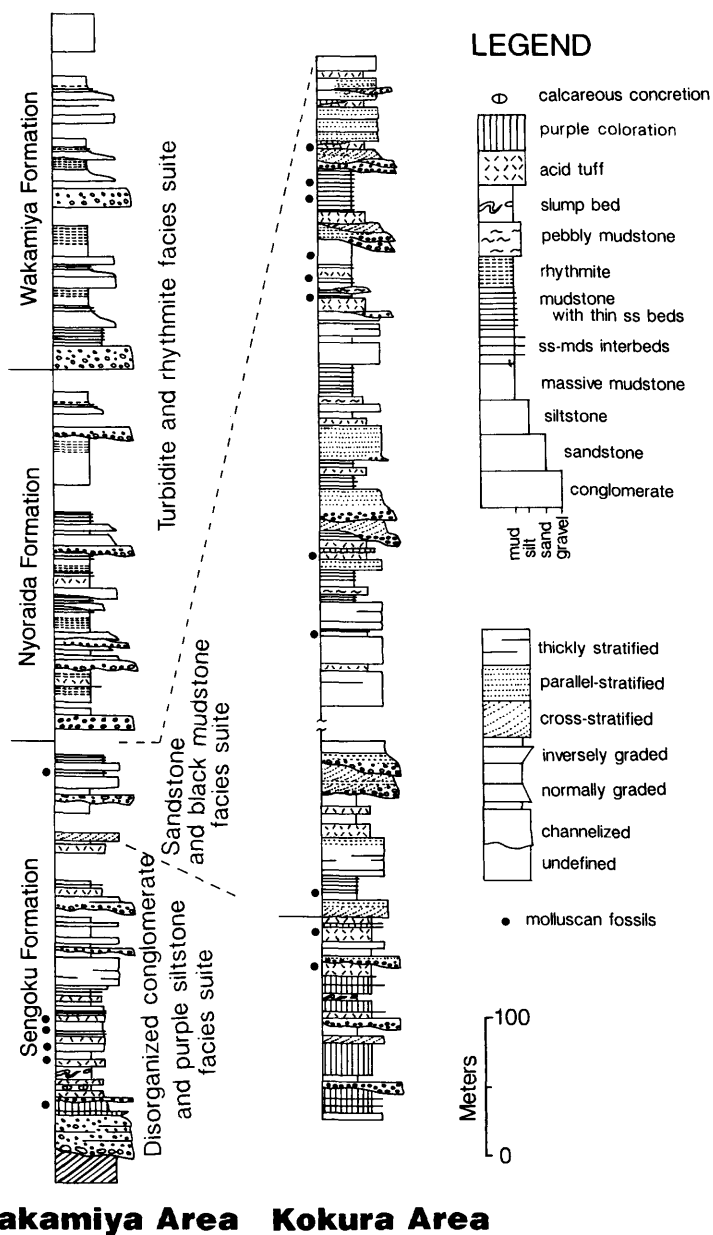 Wakamiya Formation
Nyoraida Formation
Sengoku Formation
Turbidite and rhythmite facies suite
Sandstone
and black mudstone
facies suite
Disorganized conglomerate
and purple siltstone
facies suite
akamiya Area
Kokura Area
LEGEND
calcareous concretion
purple coloration
acid tuff
slump bed
pebbly mudstone
rhythmite
mudstone
with thin ss beds
ss-mds interbeds
massive mudstone
siltstone
sandstone
conglomerate
mud
silt
sand
gravel
thickly stratified
parallel-stratified
cross-stratified
inversely graded
normally graded
channelized
undefined
molluscan fossils
100
Meters
0